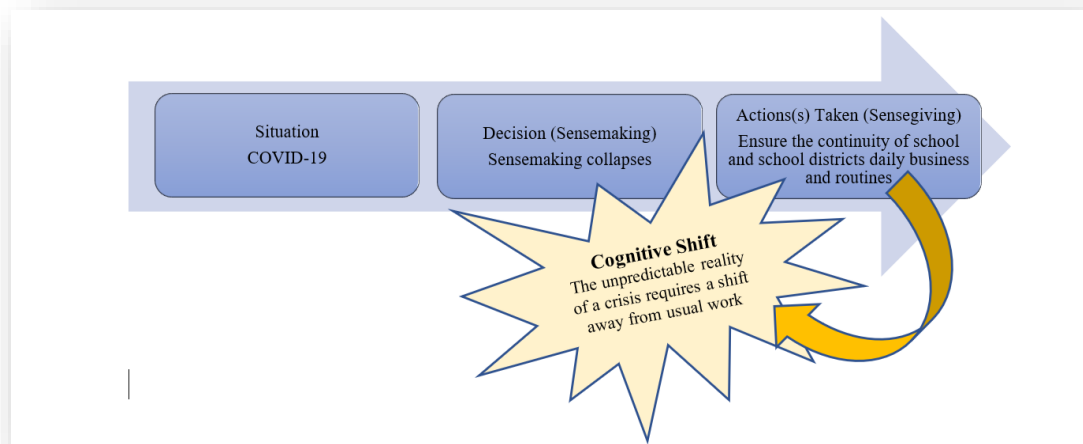 Situation
COVID-19
Decision (Sensemaking)
Sensemaking collapses
Actions(s) Taken (Sensegiving)
Ensure the continuity of school
and school districts daily business
and routines
Cognitive Shift
The unpredictable reality
of a crisis requires a shift
away from usual work